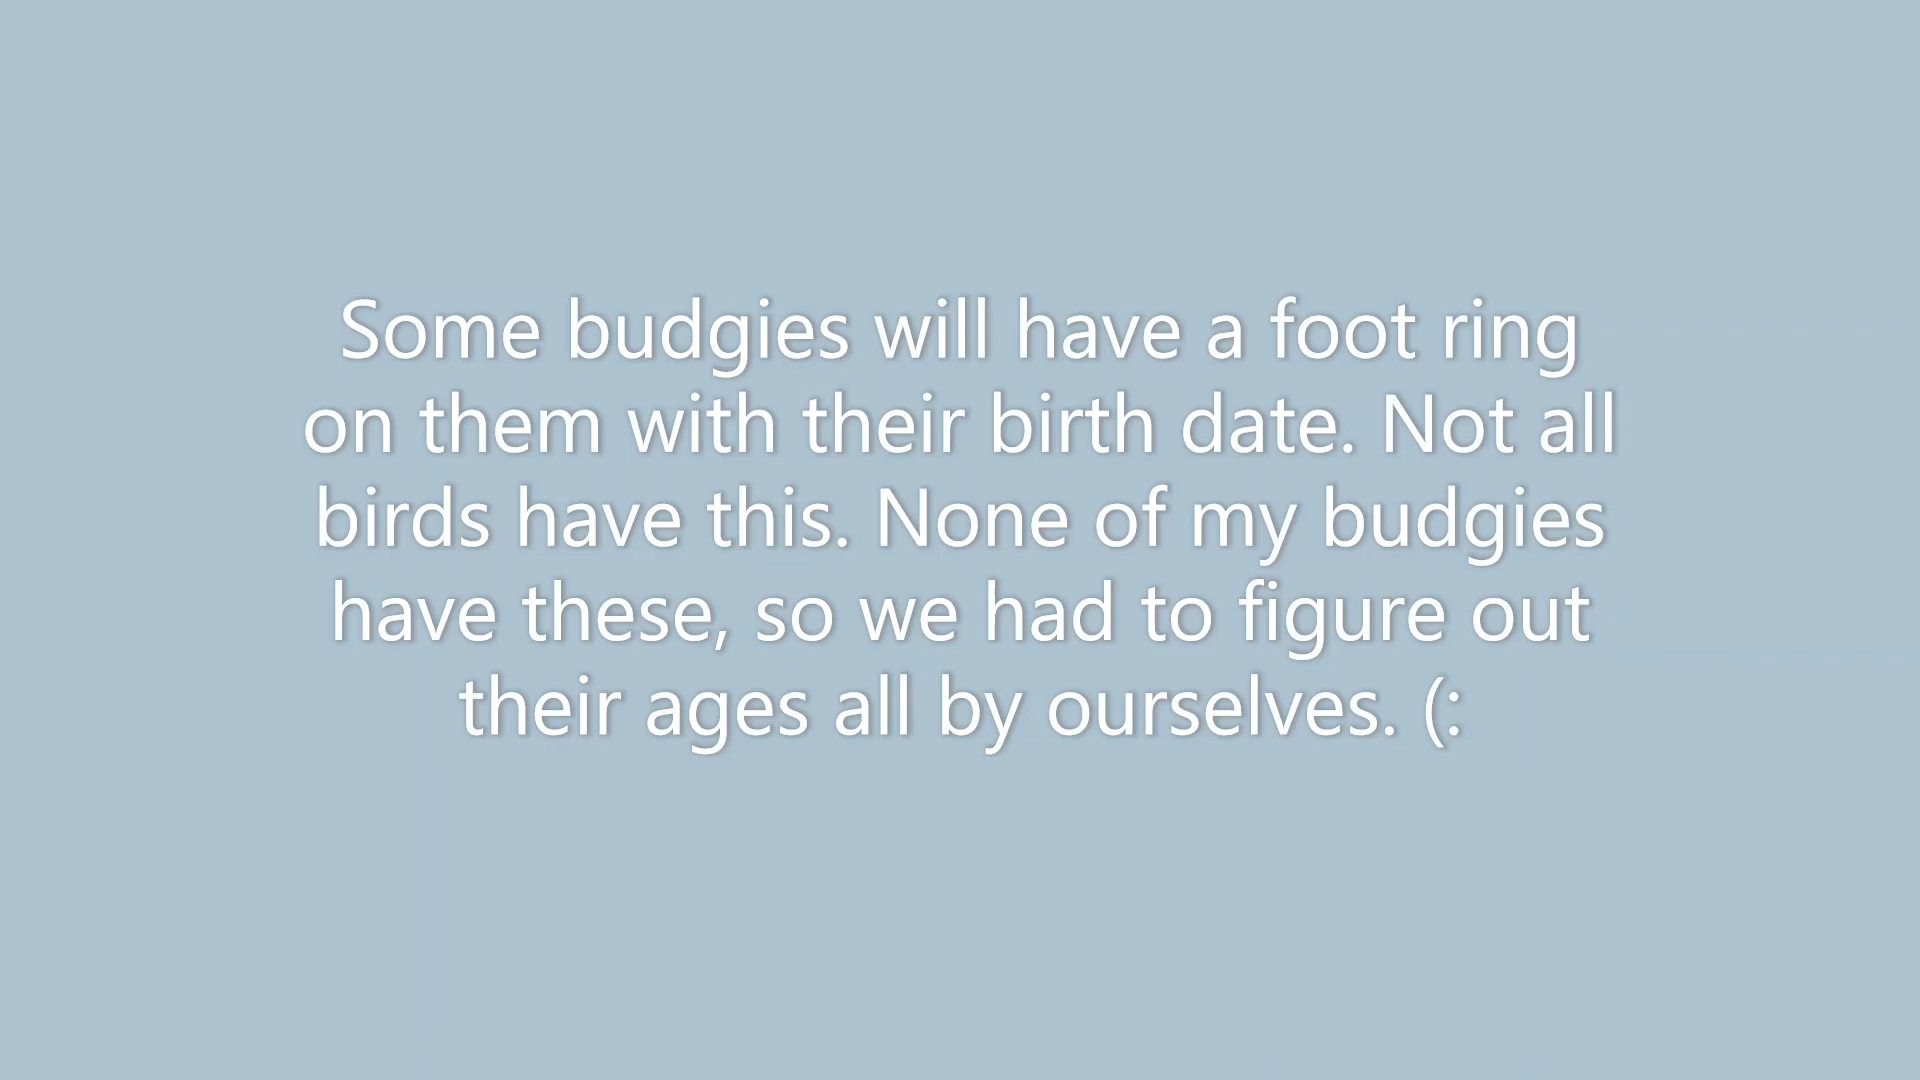 Some budgies will have a foot ring
on them with their birth date. Not all
birds have this. None of my budgies
have these, so we had to figure out
their ages all by ourselves. (: